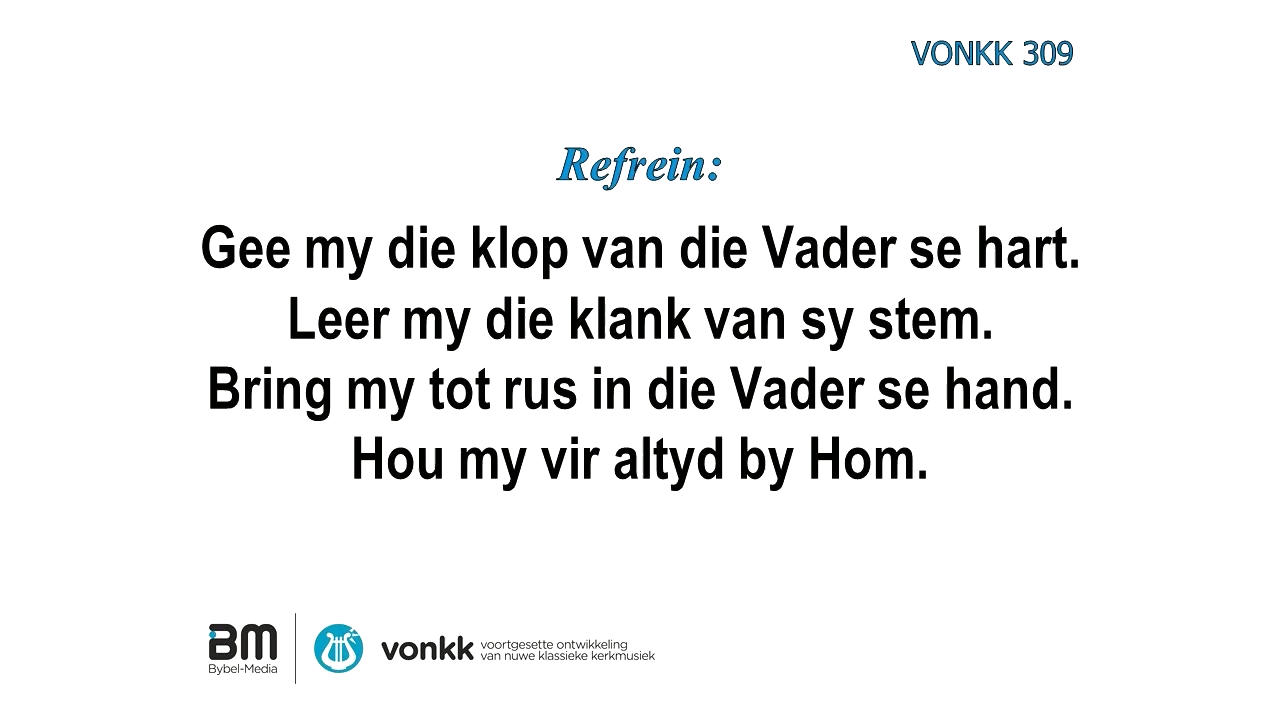 VONKK 309
Refrein:
Gee my die klop van die Vader se hart.
Leer my die klank van sy stem.
Bring my tot rus in die Vader se hand.
Hou my vir altyd by Hom.
BM
Bybel-Media
vonkk
voortgesette ontwikkeling
van nuwe klassieke kerkmusiek